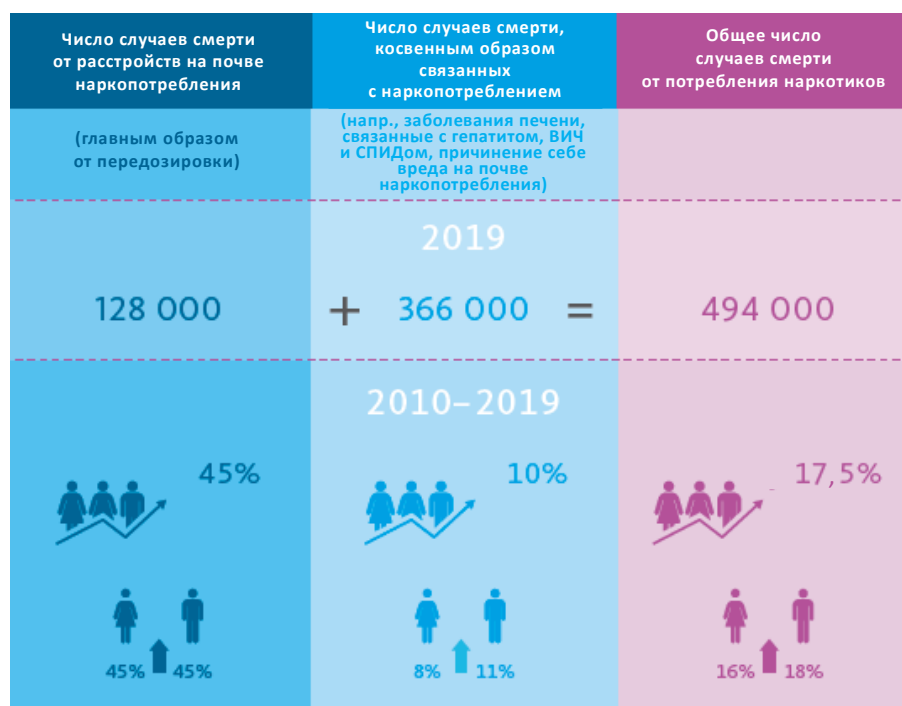 Число случаев смерти
от расстройств на почве
наркопотребления
Число случаев смерти,
косвенным образом
связанных
с наркопотреблением
Общее число
случаев смерти
от потребления наркотиков
(главным образом
от передозировки)
(напр., заболевания печени,
связанные с гепатитом, ВИЧ
и СПИДом, причинение себе
вреда на почве
наркопотребления)
2019
128 000 + 366 000 = 494 000
2010–2019
45% 10% 17,5%
45% 45% 8% 11% 16% 18%